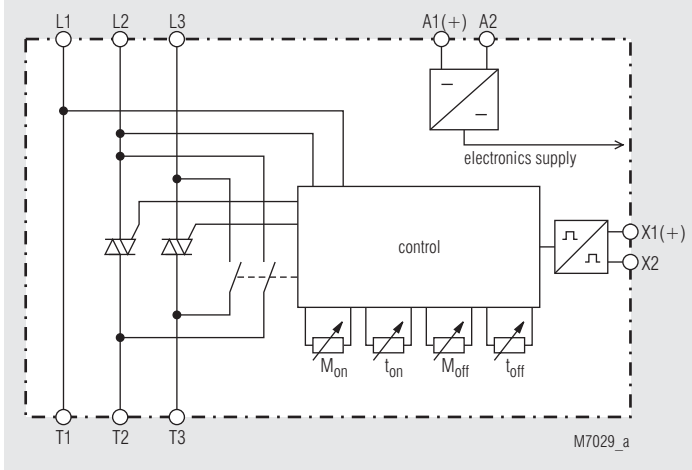 L1 L2 L3 A1(+) A2
electronics supply
control
X1(+)
X2
Mon ton Moff toff
T1 T2 T3
M7029_a